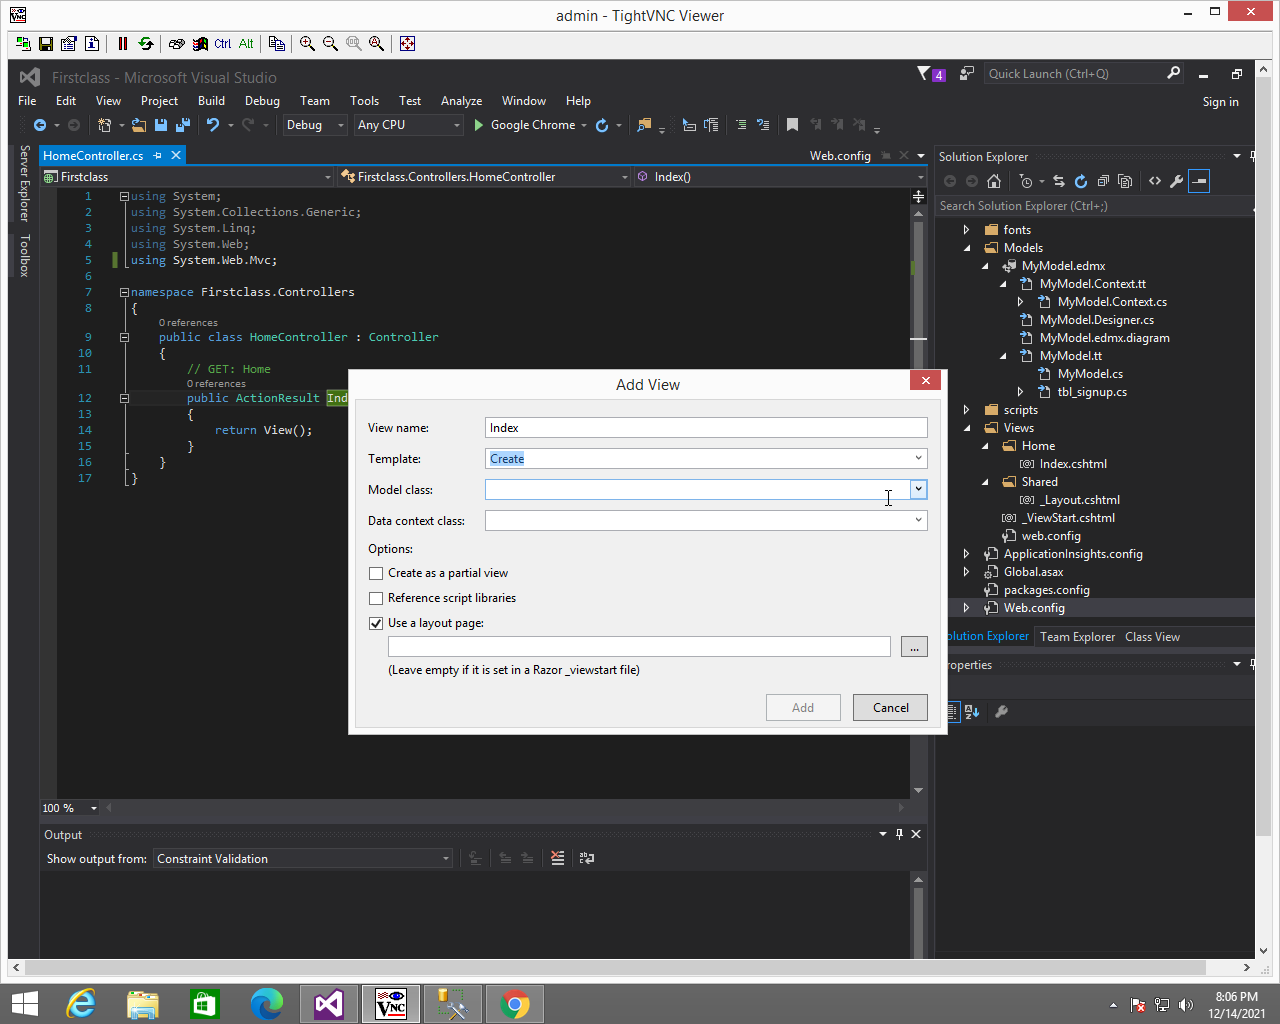 admin - TightVNC Viewer
Ctrl Alt
Firstclass - Microsoft Visual Studio
4
Quick Launch (Ctrl+Q)
File Edit View Project Build Debug Team Tools Test Analyze Window Help
Sign in
Debug
Any CPU
Google Chrome
Server Explorer
Toolbox
HomeController.cs
Web.config
Firstclass
Firstclass.Controllers.HomeController
Index()
1 using System;
2 using System.Collections.Generic;
3 using System.Linq;
4 using System.Web;
5 using System.Web.Mvc;
6
7 namespace Firstclass.Controllers
8 {
0 references
9 public class HomeController : Controller
10 {
11 // GET: Home
0 references
12 public ActionResult Ind
13 {
14 return View();
15 }
16 }
17 }
100 %
Add View
View name:
Index
Template:
Create
Model class:
Data context class:
Options:
Create as a partial view
Reference script libraries
Use a layout page:
...
(Leave empty if it is set in a Razor _viewstart file)
Add
Cancel
Solution Explorer
Search Solution Explorer (Ctrl+;)
fonts
Models
MyModel.edmx
MyModel.Context.tt
MyModel.Context.cs
MyModel.Designer.cs
MyModel.edmx.diagram
MyModel.tt
MyModel.cs
tbl_signup.cs
scripts
Views
Home
Index.cshtml
Shared
_Layout.cshtml
_ViewStart.cshtml
web.config
ApplicationInsights.config
Global.asax
packages.config
Web.config
olution Explorer
Team Explorer
Class View
roperties
Output
Show output from:
Constraint Validation
8:06 PM
12/14/2021